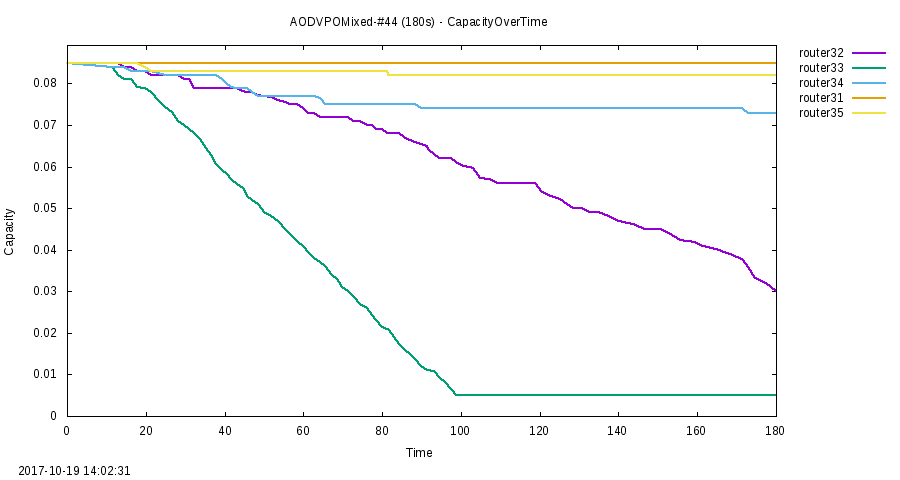 AODVPOMixed-#44 (180s) - CapacityOverTime
router32
router33
router34
router31
router35
0.08
0.07
0.06
0.05
0.04
0.03
0.02
0.01
0
Capacity
0 20 40 60 80 100 120 140 160 180
Time
2017-10-19 14:02:31